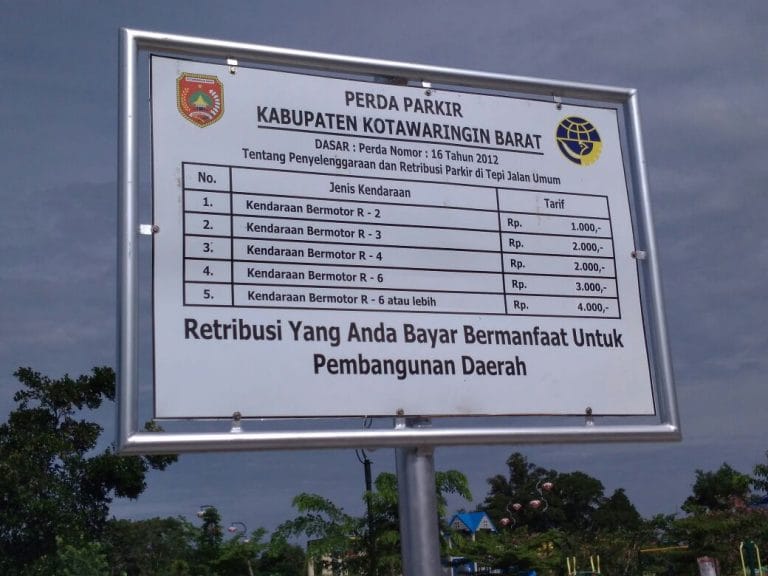 PERDA PARKIR
KABUPATEN KOTAWARINGIN BARAT
DASAR : Perda Nomor : 16 Tahun 2012
Tentang Penyelenggaraan dan Retribusi Parkir di Tepi Jalan Umum
No. Jenis Kendaraan Tarif
1. Kendaraan Bermotor R - 2 Rp. 1.000,-
2. Kendaraan Bermotor R - 3 Rp. 2.000,-
3. Kendaraan Bermotor R - 4 Rp. 2.000,-
4. Kendaraan Bermotor R - 6 Rp. 3.000,-
5. Kendaraan Bermotor R - 6 atau lebih Rp. 4.000,-
Retribusi Yang Anda Bayar Bermanfaat Untuk
Pembangunan Daerah